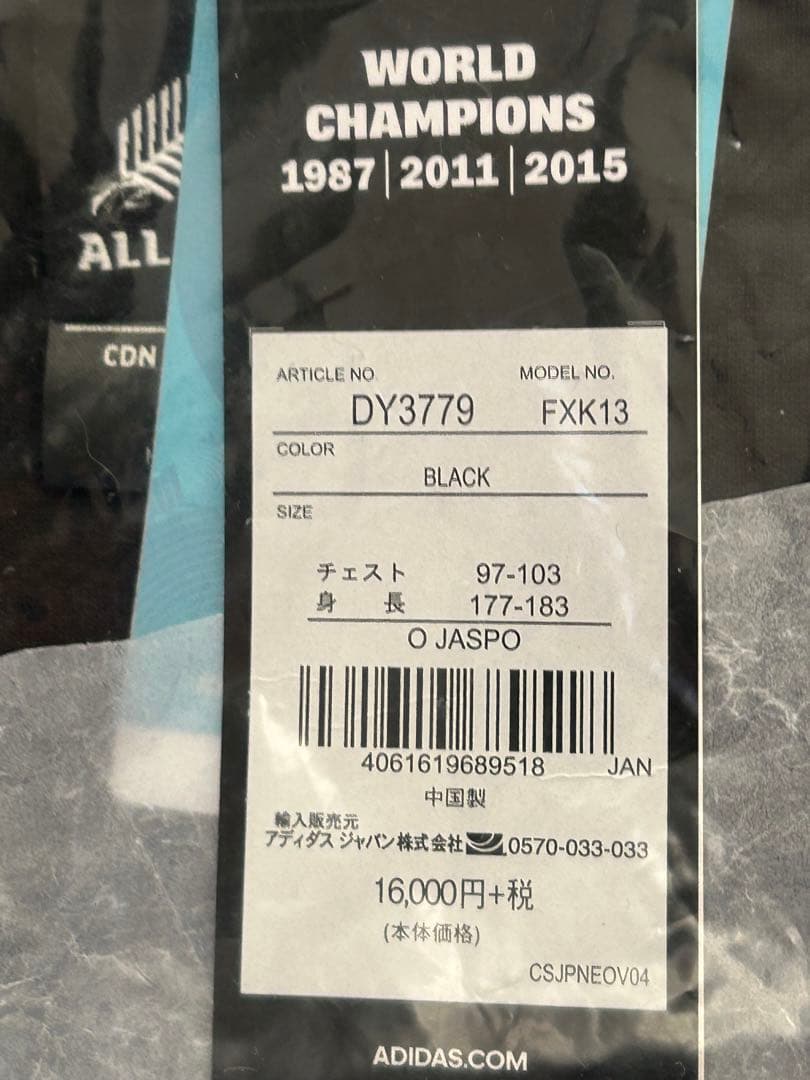 WORLD
CHAMPIONS
1987|2011|2015
ALL
CDN
ARTICLE NO. MODEL NO.
DY3779 FXK13
COLOR
BLACK
SIZE
チェスト 97-103
身 長 177-183
O JASPO
4061619689518 JAN
中国製
輸入販売元
アディダス ジャパン株式会社 0570-033-033
16,000円+税
(本体価格)
CSJPNEOV04
ADIDAS.COM